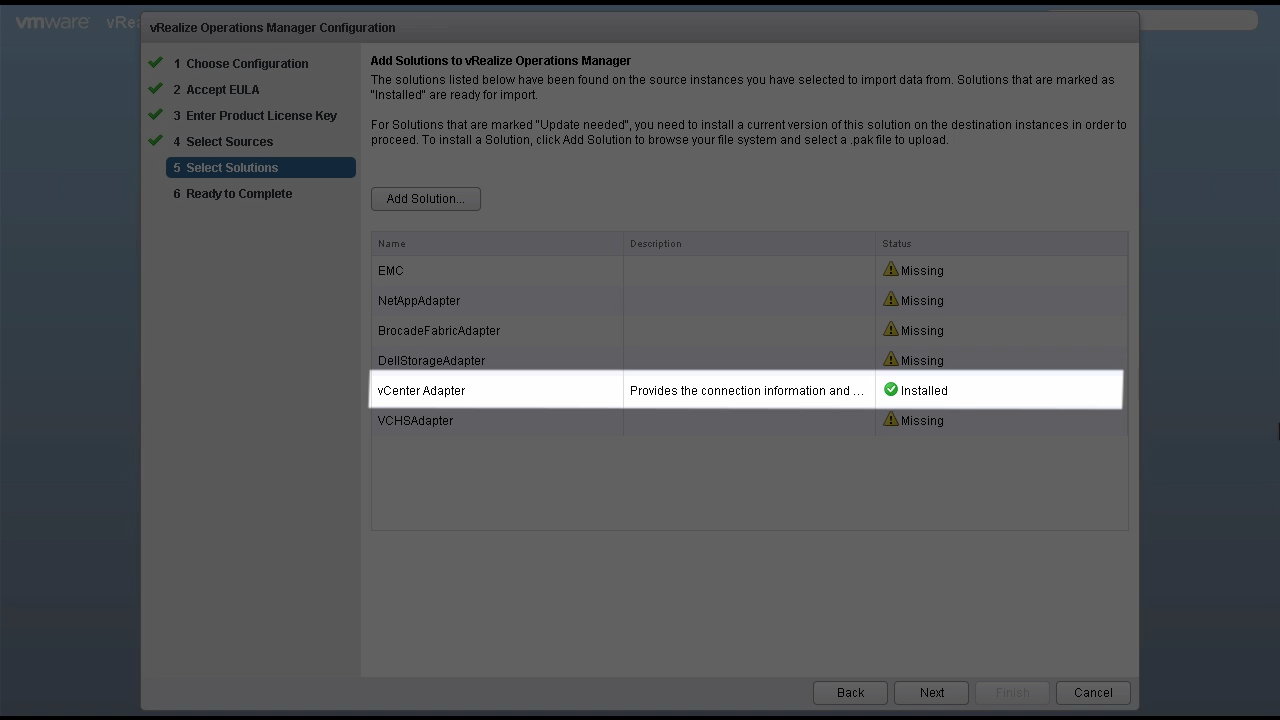 vmware vRe
vRealize Operations Manager Configuration
1 Choose Configuration
2 Accept EULA
3 Enter Product License Key
4 Select Sources
5 Select Solutions
6 Ready to Complete
Add Solutions to vRealize Operations Manager
The solutions listed below have been found on the source instances you have selected to import data from. Solutions that are marked as
"Installed" are ready for import.
For Solutions that are marked "Update needed", you need to install a current version of this solution on the destination instances in order to
proceed. To install a Solution, click Add Solution to browse your file system and select a .pak file to upload.
Add Solution...
Name Description Status
EMC Missing
NetAppAdapter Missing
BrocadeFabricAdapter Missing
DellStorageAdapter Missing
vCenter Adapter Provides the connection information and ... Installed
VCHSAdapter Missing
Back Next Finish Cancel